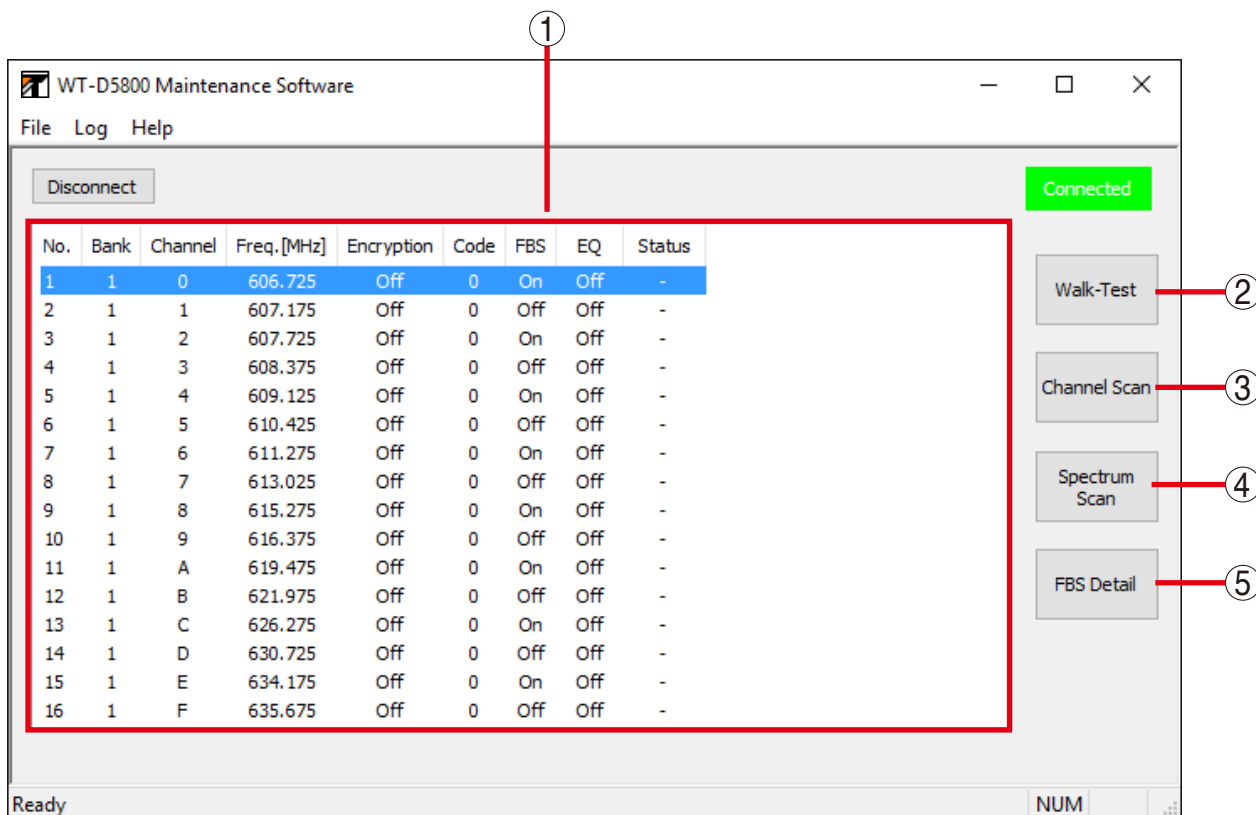 ①
WT-D5800 Maintenance Software
File Log Help
Disconnect
Connected
No. Bank Channel Freq.[MHz] Encryption Code FBS EQ Status
1 1 0 606.725 Off 0 On Off -
2 1 1 607.175 Off 0 Off Off -
3 1 2 607.725 Off 0 On Off -
4 1 3 608.375 Off 0 Off Off -
5 1 4 609.125 Off 0 On Off -
6 1 5 610.425 Off 0 Off Off -
7 1 6 611.275 Off 0 On Off -
8 1 7 613.025 Off 0 Off Off -
9 1 8 615.275 Off 0 On Off -
10 1 9 616.375 Off 0 Off Off -
11 1 A 619.475 Off 0 On Off -
12 1 B 621.975 Off 0 Off Off -
13 1 C 626.275 Off 0 On Off -
14 1 D 630.725 Off 0 Off Off -
15 1 E 634.175 Off 0 On Off -
16 1 F 635.675 Off 0 Off Off -
Walk-Test ②
Channel Scan ③
Spectrum
Scan ④
FBS Detail ⑤
Ready NUM